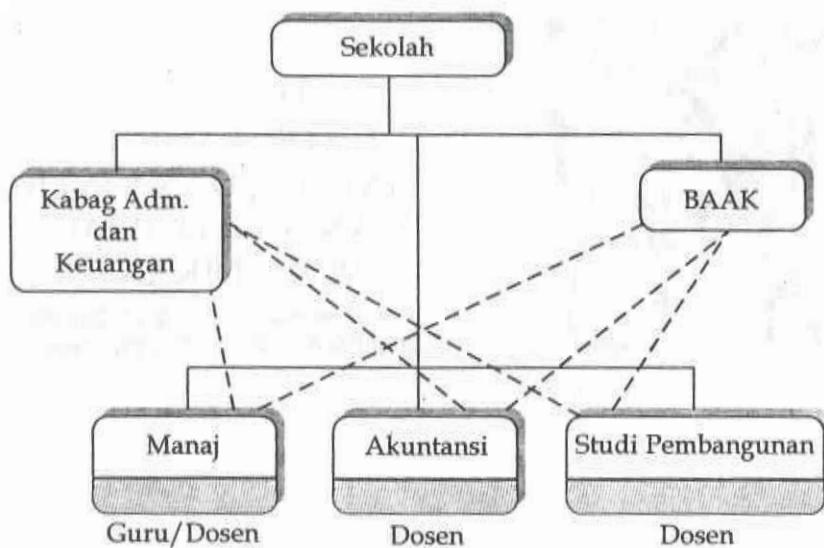 Sekolah
Kabag Adm.
dan
Keuangan
BAAK
Manaj
Akuntansi
Studi Pembangunan
Guru/Dosen
Dosen
Dosen